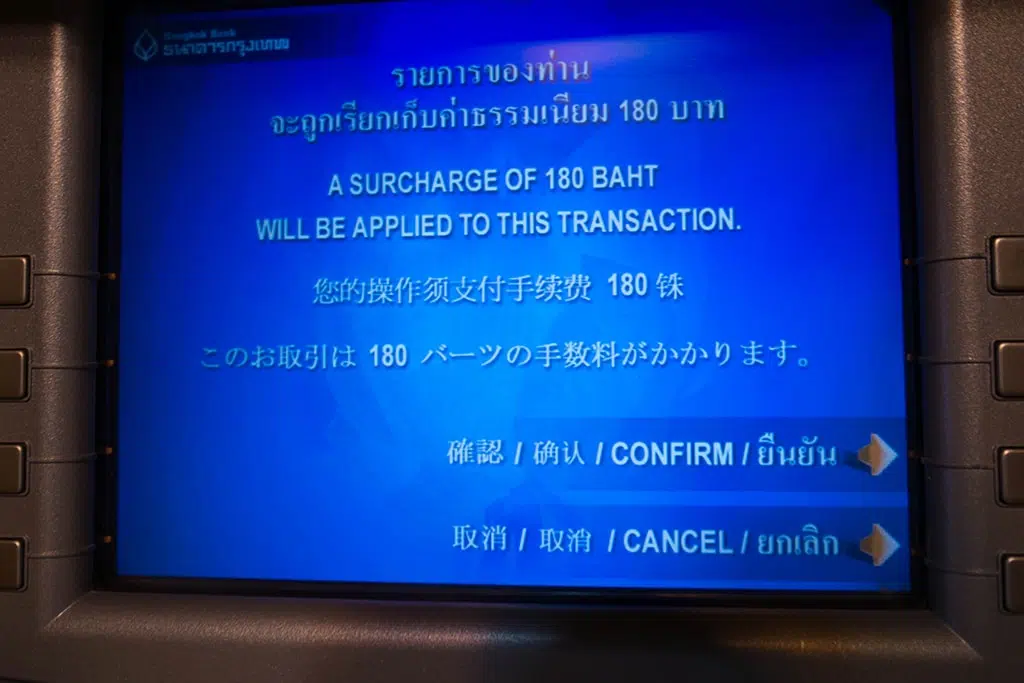 Bangkok Bank
ธนาคารกรุงเทพ
รายการของท่าน
จะถูกเรียกเก็บค่าธรรมเนียม 180 บาท
A SURCHARGE OF 180 BAHT
WILL BE APPLIED TO THIS TRANSACTION.
您的操作须支付手续费 180 铢
このお取引は 180 バーツの手数料がかかります。
確認 / 确认 / CONFIRM / ยืนยัน
取消 / 取消 / CANCEL / ยกเลิก